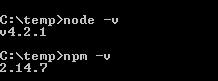 C:\temp>node -v
v4.2.1
C:\temp>npm -v
2.14.7